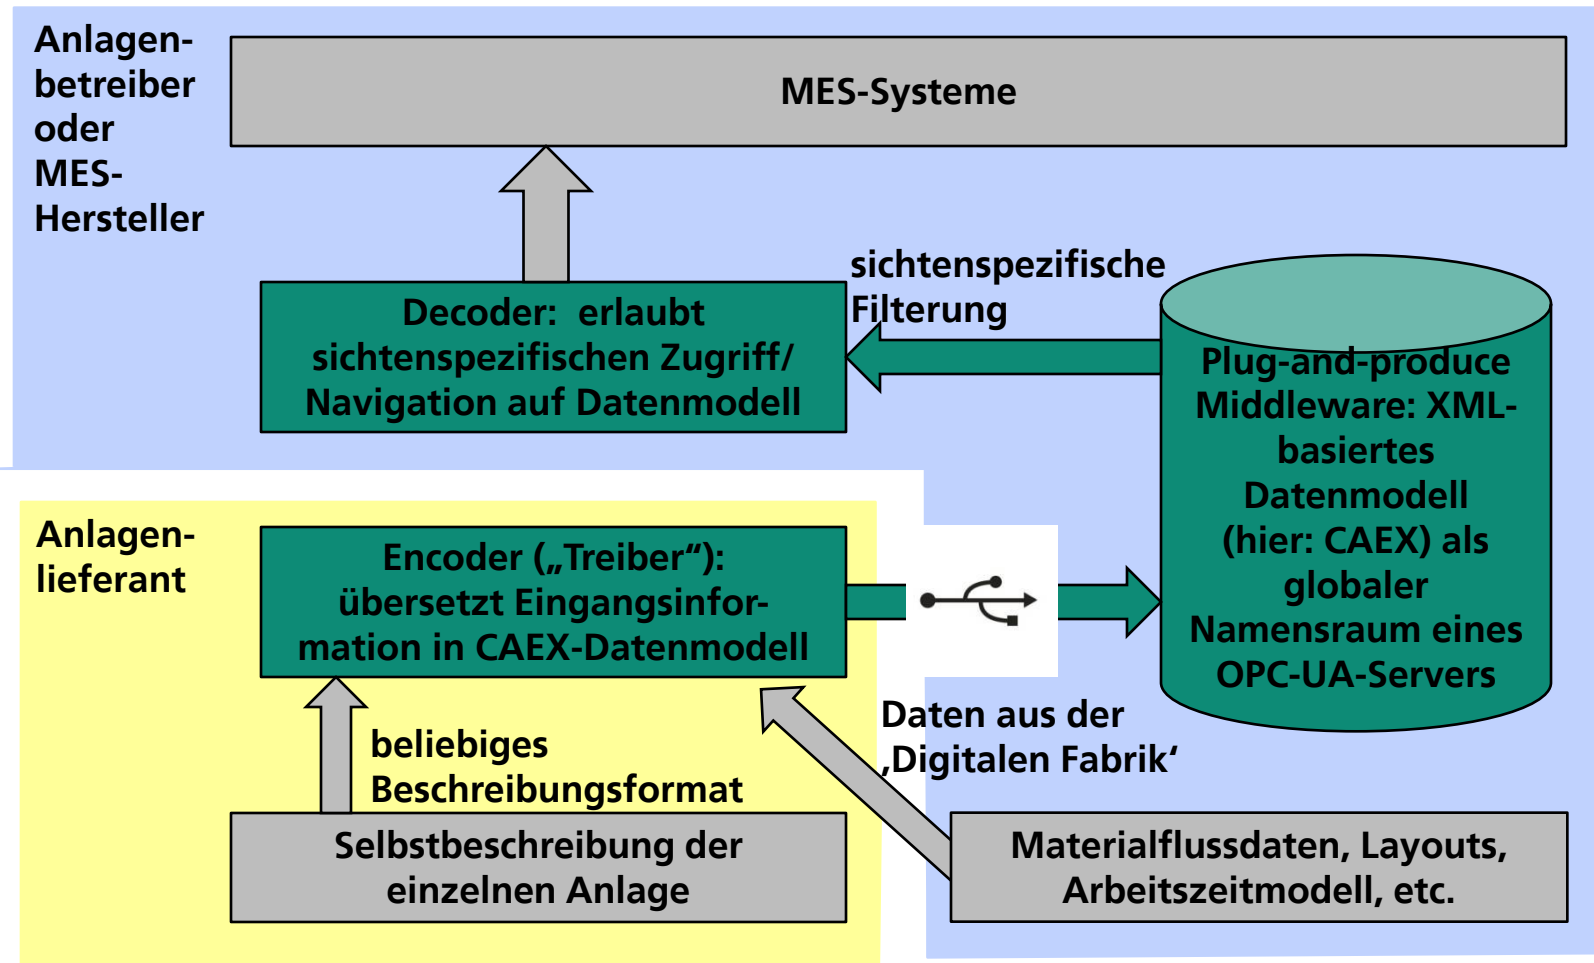 Anlagen-
betreiber
oder
MES-
Hersteller
MES-Systeme
sichtenspezifische
Filterung
Decoder:  erlaubt
sichtenspezifischen Zugriff/
Navigation auf Datenmodell
Plug-and-produce
Middleware: XML-
basiertes
Datenmodell
(hier: CAEX) als
globaler
Namensraum eines
OPC-UA-Servers
Anlagen-
lieferant
Encoder („Treiber“):
übersetzt Eingangsinfor-
mation in CAEX-Datenmodell
Daten aus der
‚Digitalen Fabrik‘
beliebiges
Beschreibungsformat
Selbstbeschreibung der
einzelnen Anlage
Materialflussdaten, Layouts,
Arbeitszeitmodell, etc.